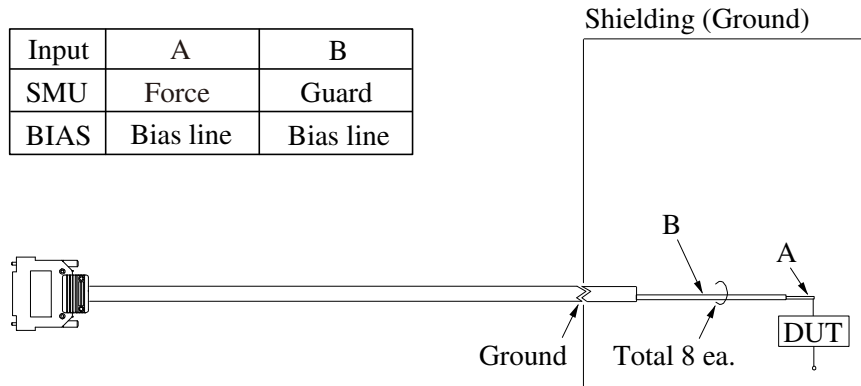 Shielding (Ground)
Input A B
SMU Force Guard
BIAS Bias line Bias line
B
A
DUT
Ground
Total 8 ea.